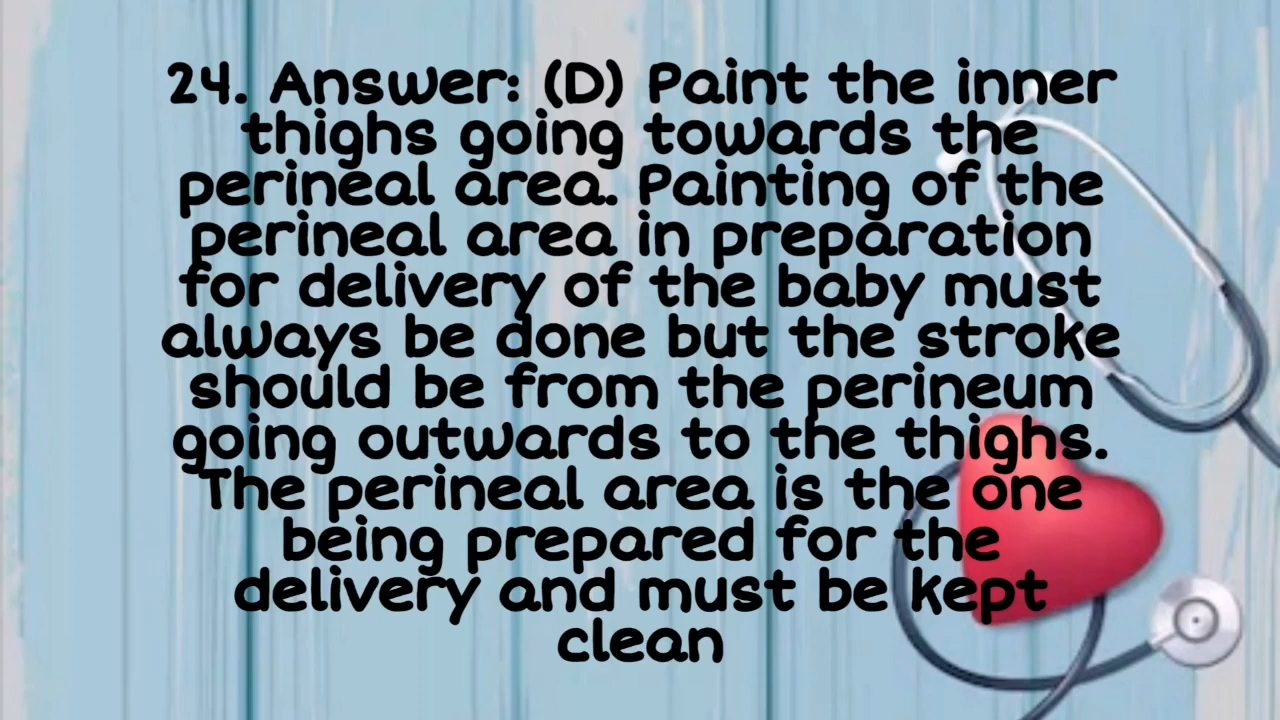 24. Answer: (D) Paint the inner
thighs going towards the
perineal area. Painting of the
perineal area in preparation
for delivery of the baby must
always be done but the stroke
should be from the perineum
going outwards to the thighs.
The perineal area is the one
being prepared for the
delivery and must be kept
clean